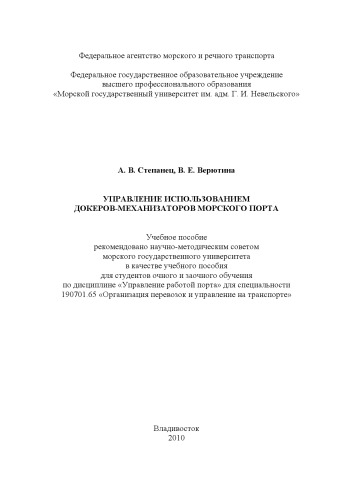 Федеральное агентство морского и речного транспорта
Федеральное государственное образовательное учреждение
высшего профессионального образования
«Морской государственный университет им. адм. Г. И. Невельского»
А. В. Степанец, В. Е. Верютина
УПРАВЛЕНИЕ ИСПОЛЬЗОВАНИЕМ
ДОКЕРОВ-МЕХАНИЗАТОРОВ МОРСКОГО ПОРТА
Учебное пособие
рекомендовано научно-методическим советом
морского государственного университета
в качестве учебного пособия
для студентов очного и заочного обучения
по дисциплине «Управление работой порта» для специальности
190701.65 «Организация перевозок и управление на транспорте»
Владивосток
2010